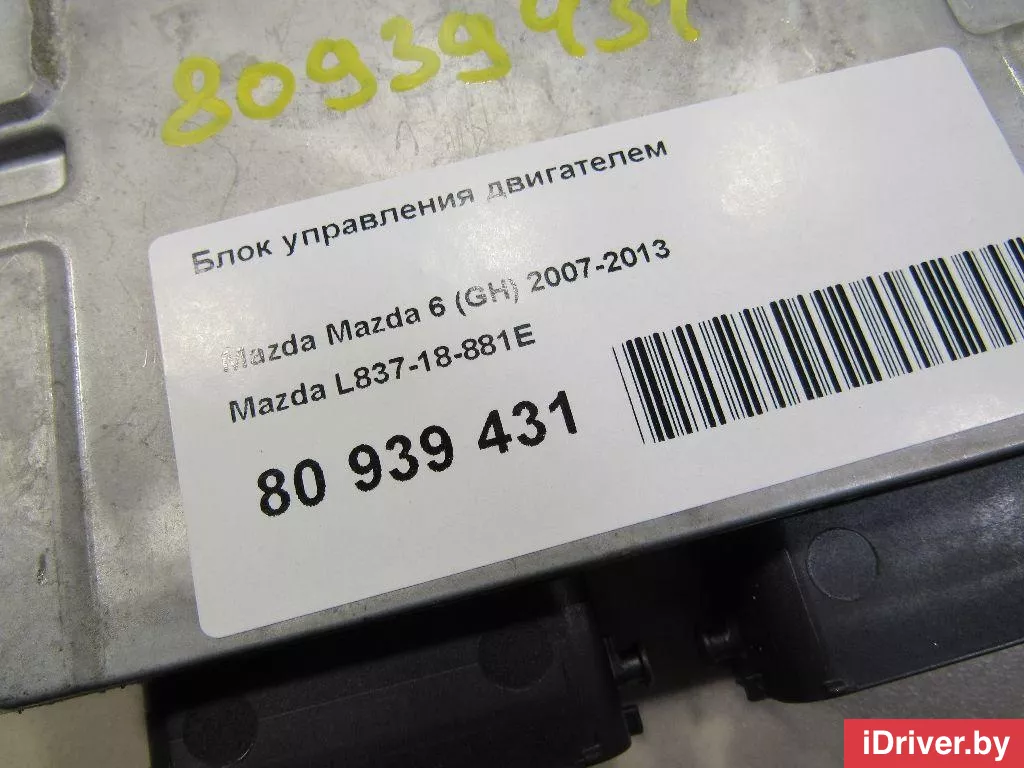 80939431
Блок управления двигателем
Mazda Mazda 6 (GH) 2007-2013
Mazda L837-18-881E
80 939 431
iDriver.by